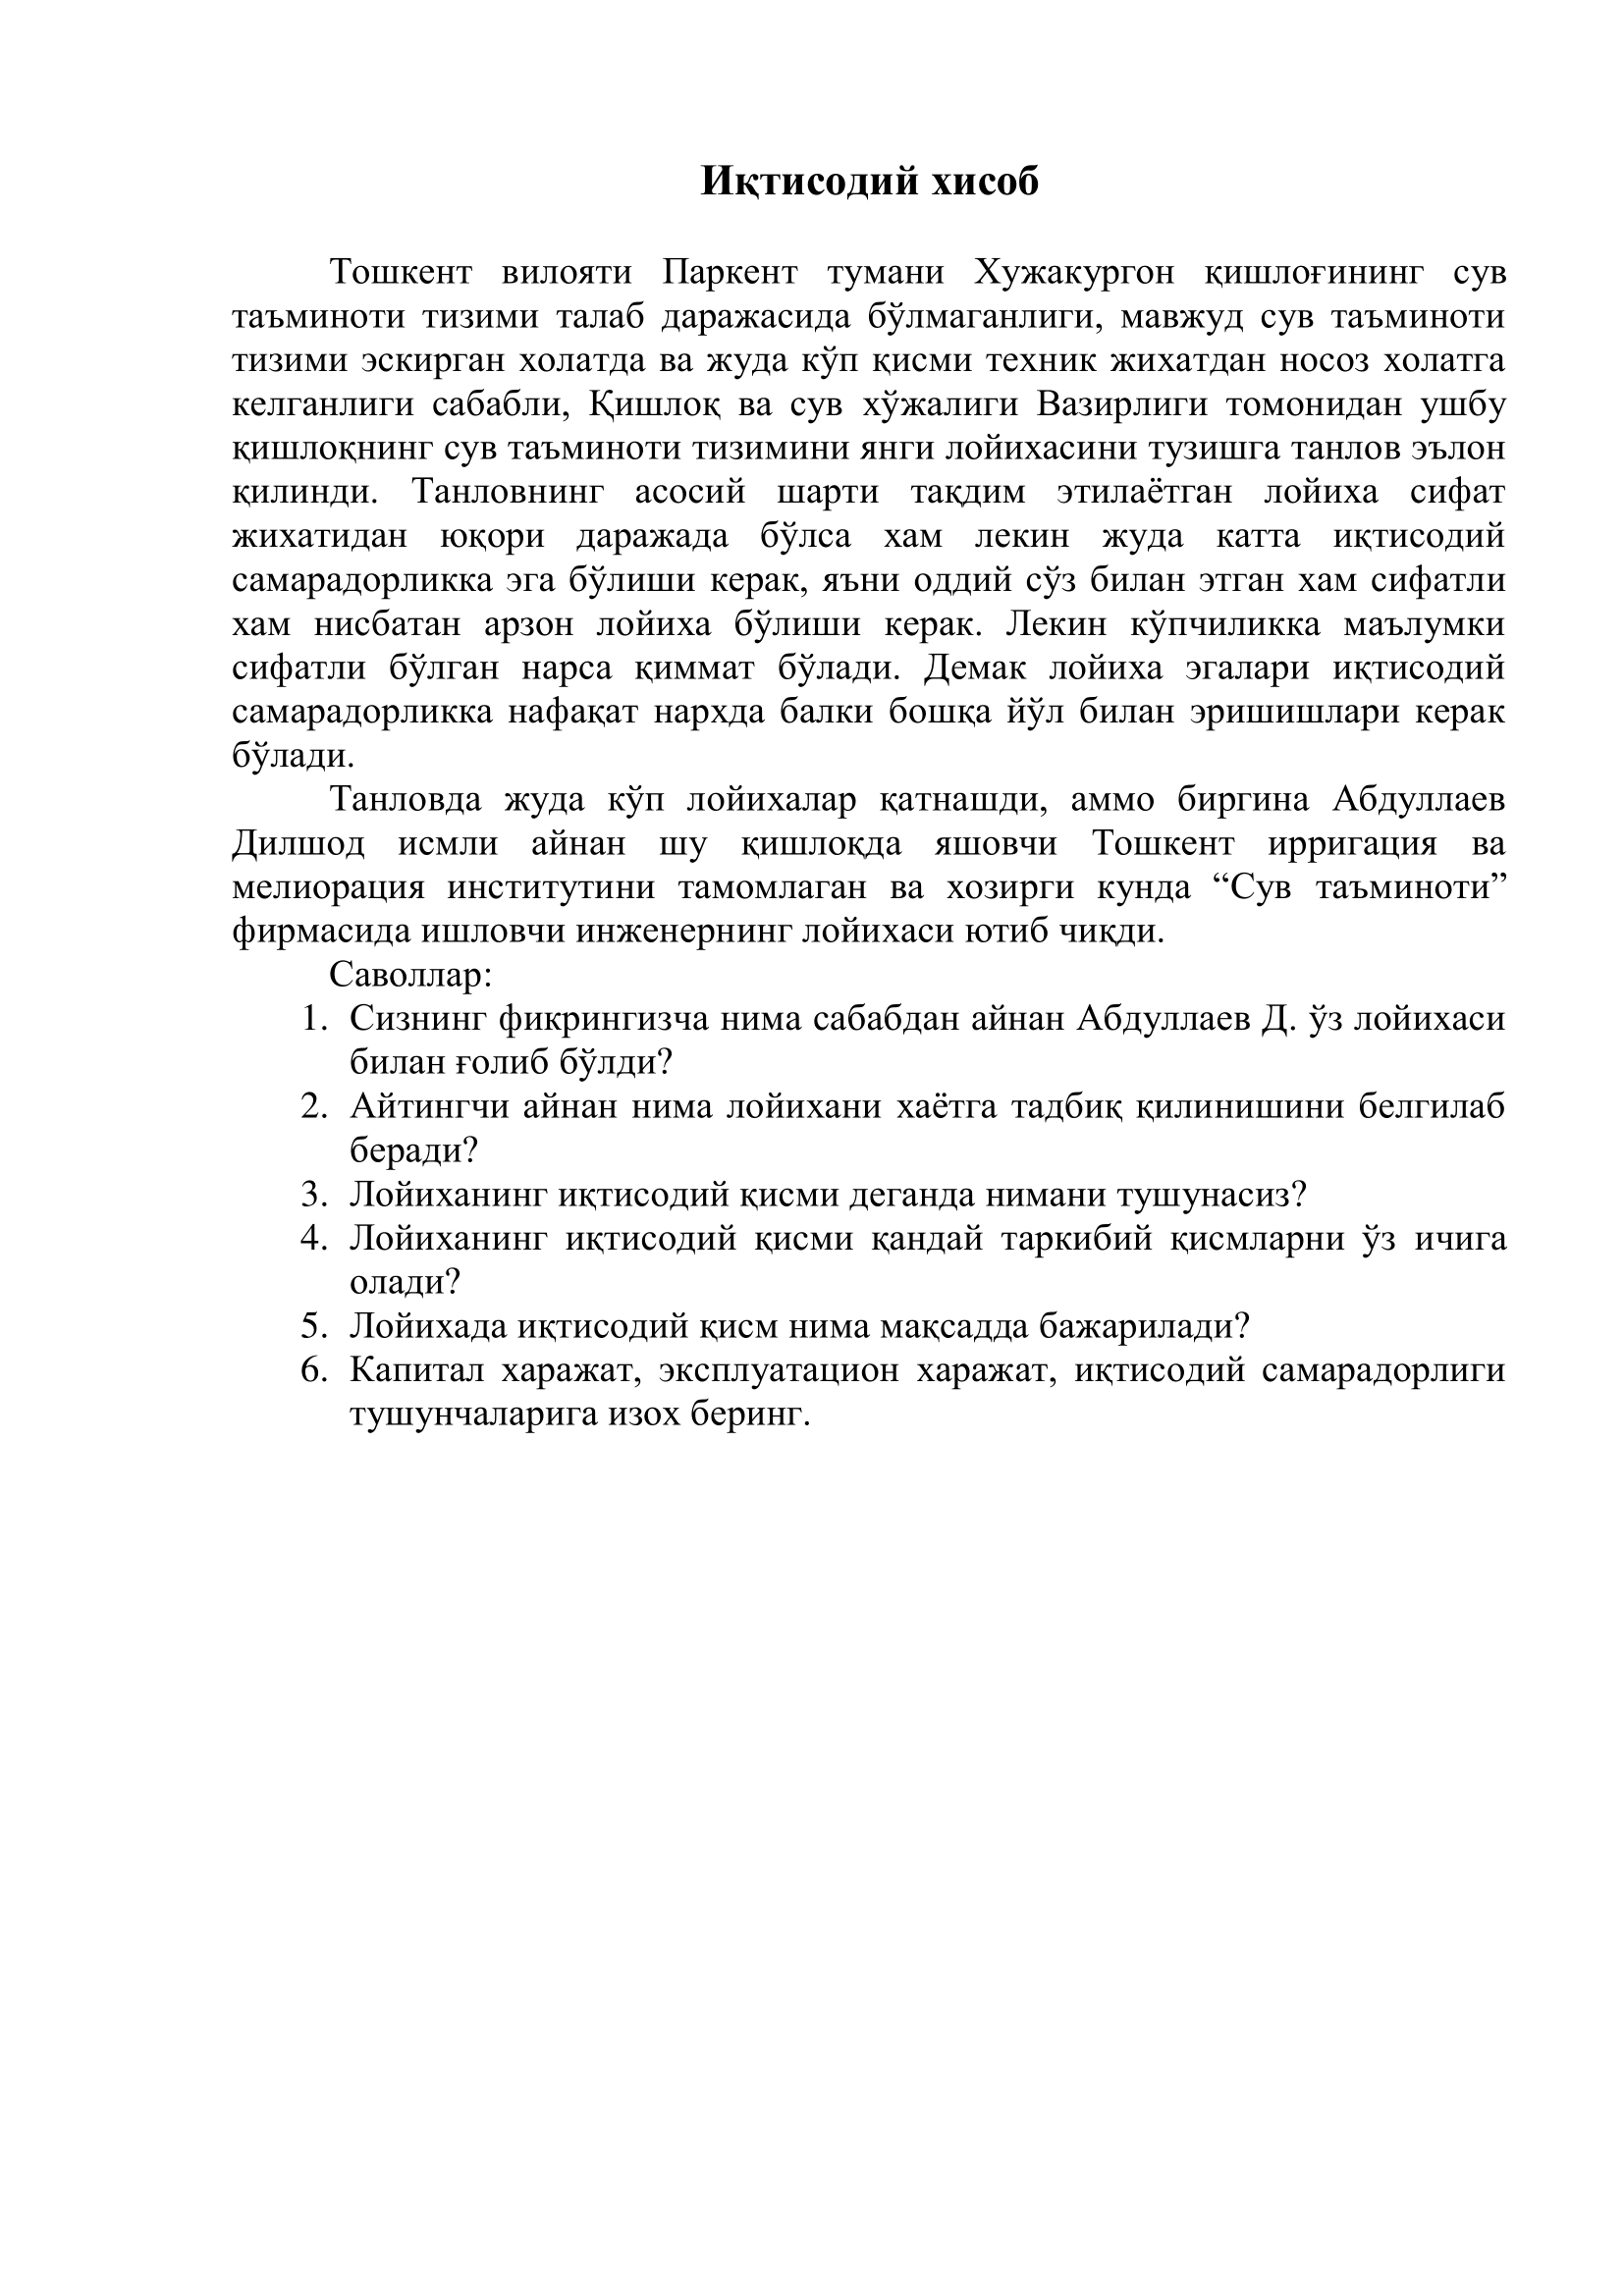 Иқтисодий хисоб
Тошкент вилояти Паркент тумани Хужакургон қишлоғининг сув
таъминоти тизими талаб даражасида бўлмаганлиги, мавжуд сув таъминоти
тизими эскирган холатда ва жуда кўп қисми техник жихатдан носоз холатга
келганлиги сабабли, Қишлоқ ва сув хўжалиги Вазирлиги томонидан ушбу
қишлоқнинг сув таъминоти тизимини янги лойихасини тузишга танлов эълон
қилинди. Танловнинг асосий шарти тақдим этилаётган лойиха сифат
жихатидан юқори даражада бўлса хам лекин жуда катта иқтисодий
самарадорликка эга бўлиши керак, яъни оддий сўз билан этган хам сифатли
хам нисбатан арзон лойиха бўлиши керак. Лекин кўпчиликка маълумки
сифатли бўлган нарса қиммат бўлади. Демак лойиха эгалари иқтисодий
самарадорликка нафақат нархда балки бошқа йўл билан эришишлари керак
бўлади.
Танловда жуда кўп лойихалар қатнашди, аммо биргина Абдуллаев
Дилшод исмли айнан шу қишлоқда яшовчи Тошкент ирригация ва
мелиорация институтини тамомлаган ва хозирги кунда “Сув таъминоти”
фирмасида ишловчи инженернинг лойихаси ютиб чиқди.
Саволлар:
1. Сизнинг фикрингизча нима сабабдан айнан Абдуллаев Д. ўз лойихаси
билан ғолиб бўлди?
2. Айтингчи айнан нима лойихани хаётга тадбиқ қилинишини белгилаб
беради?
3. Лойиханинг иқтисодий қисми деганда нимани тушунасиз?
4. Лойиханинг иқтисодий қисми қандай таркибий қисмларни ўз ичига
олади?
5. Лойихада иқтисодий қисм нима мақсадда бажарилади?
6. Капитал харажат, эксплуатацион харажат, иқтисодий самарадорлиги
тушунчаларига изох беринг.